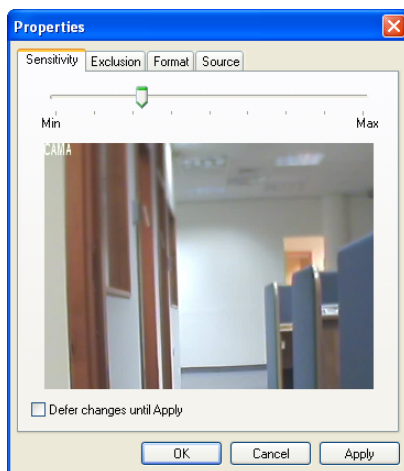 Properties
Sensitivity Exclusion Format Source
Min Max
CAMA
Defer changes until Apply
OK Cancel Apply